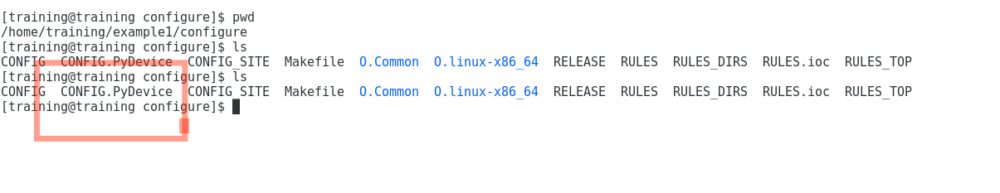 [training@training configure]$ pwd
/home/training/example1/configure
[training@training configure]$ ls
CONFIG  CONFIG.PyDevice  CONFIG_SITE  Makefile  O.Common  O.linux-x86_64  RELEASE  RULES  RULES_DIRS  RULES.ioc  RULES_TOP
[training@training configure]$ ls
CONFIG  CONFIG.PyDevice  CONFIG_SITE  Makefile  O.Common  O.linux-x86_64  RELEASE  RULES  RULES_DIRS  RULES.ioc  RULES_TOP
[training@training configure]$